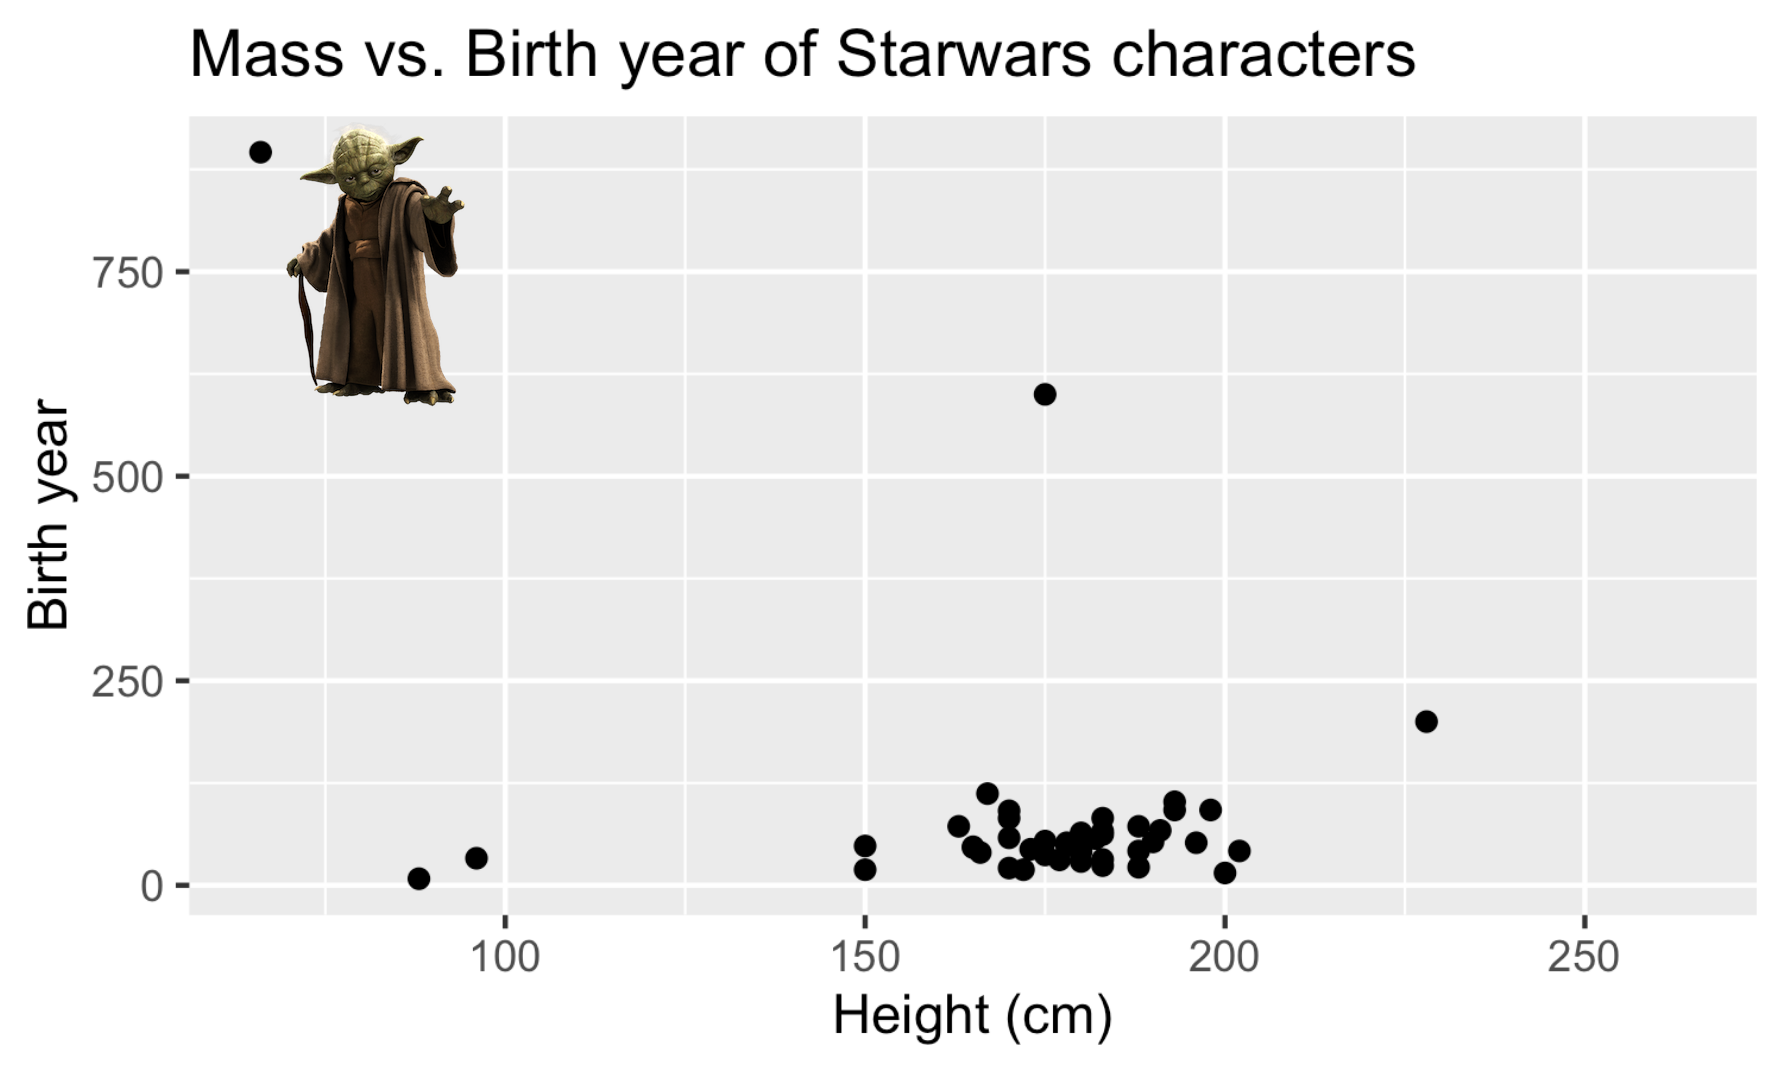 Mass vs. Birth year of Starwars characters
750
500
250
0
Birth year
100 150 200 250
Height (cm)